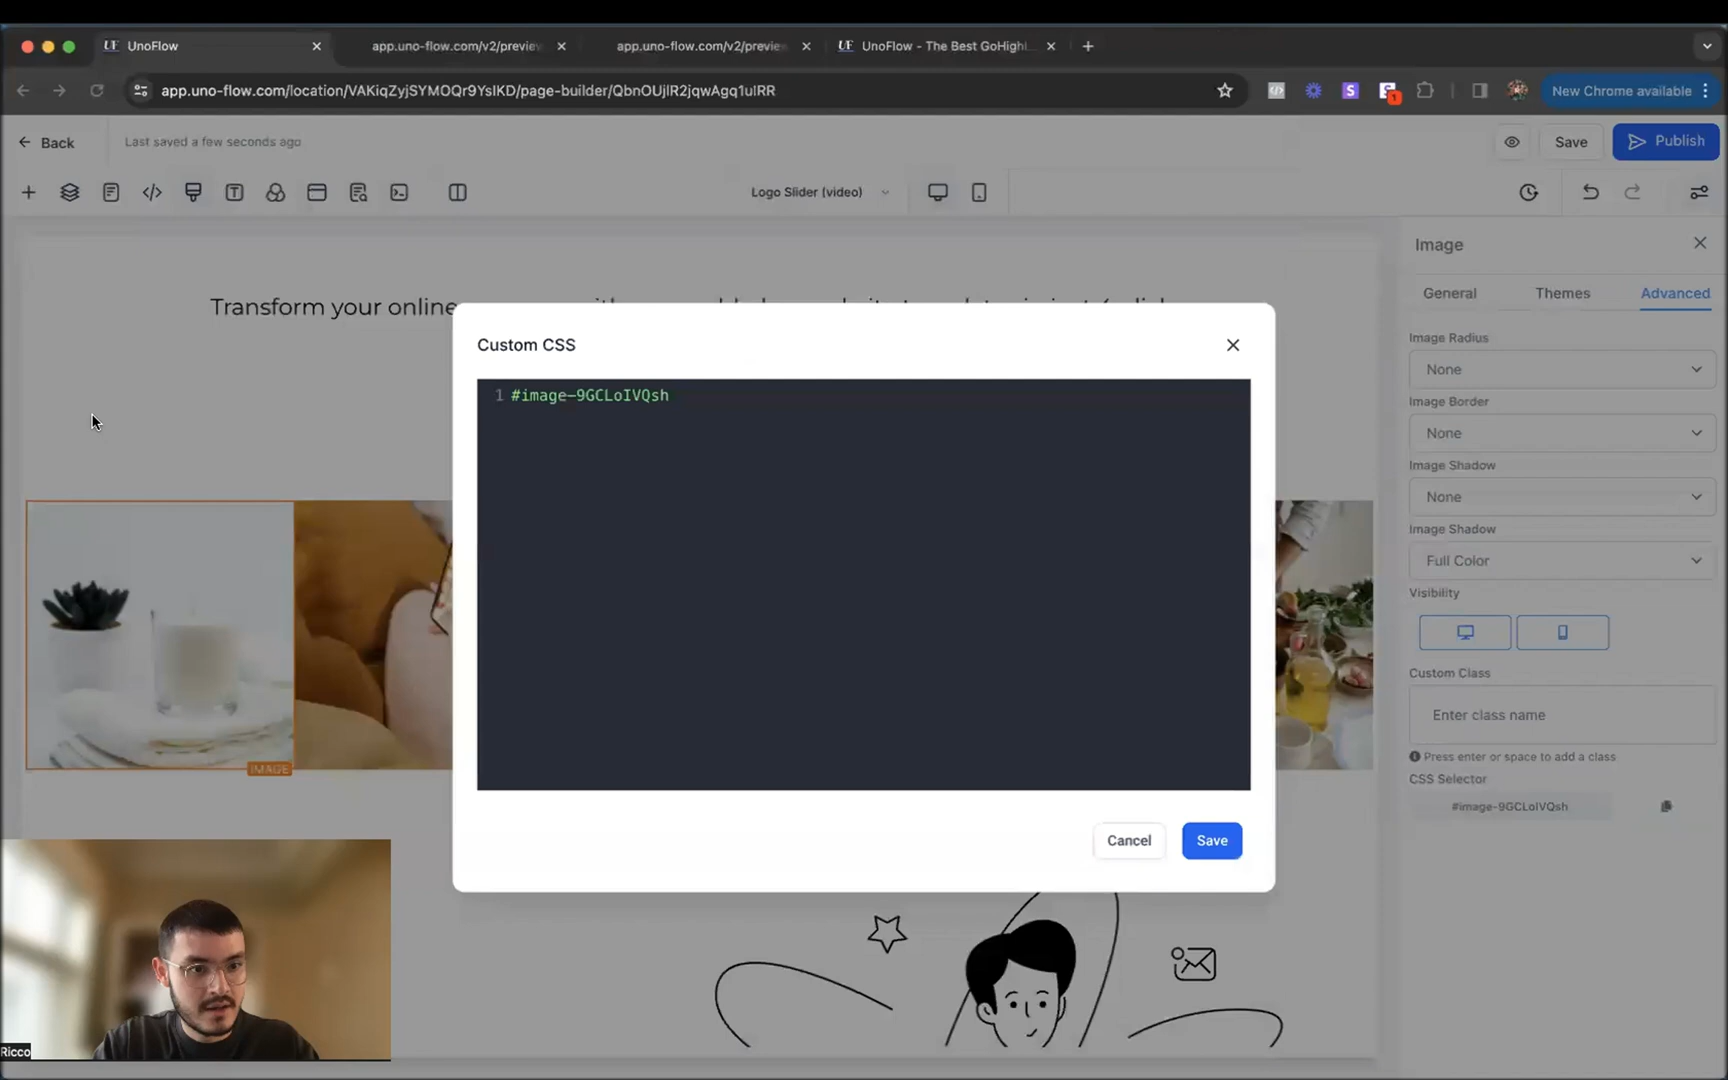 UnoFlow
app.uno-flow.com/v2/preview
app.uno-flow.com/v2/preview
UnoFlow - The Best GoHighl
app.uno-flow.com/location/VAKiqZyjSYMOQr9YsIKD/page-builder/QbnOUjlR2jqwAgq1uIRR
New Chrome available
Back
Last saved a few seconds ago
Save
Publish
Logo Slider (video)
Image
General
Themes
Advanced
Transform your online
Custom CSS
1 #image-9GCLoIVQsh
Cancel
Save
Image Radius
None
Image Border
None
Image Shadow
None
Image Shadow
Full Color
Visibility
Custom Class
Enter class name
Press enter or space to add a class
CSS Selector
#image-9GCLoIVQsh
IMAGE
Ricco